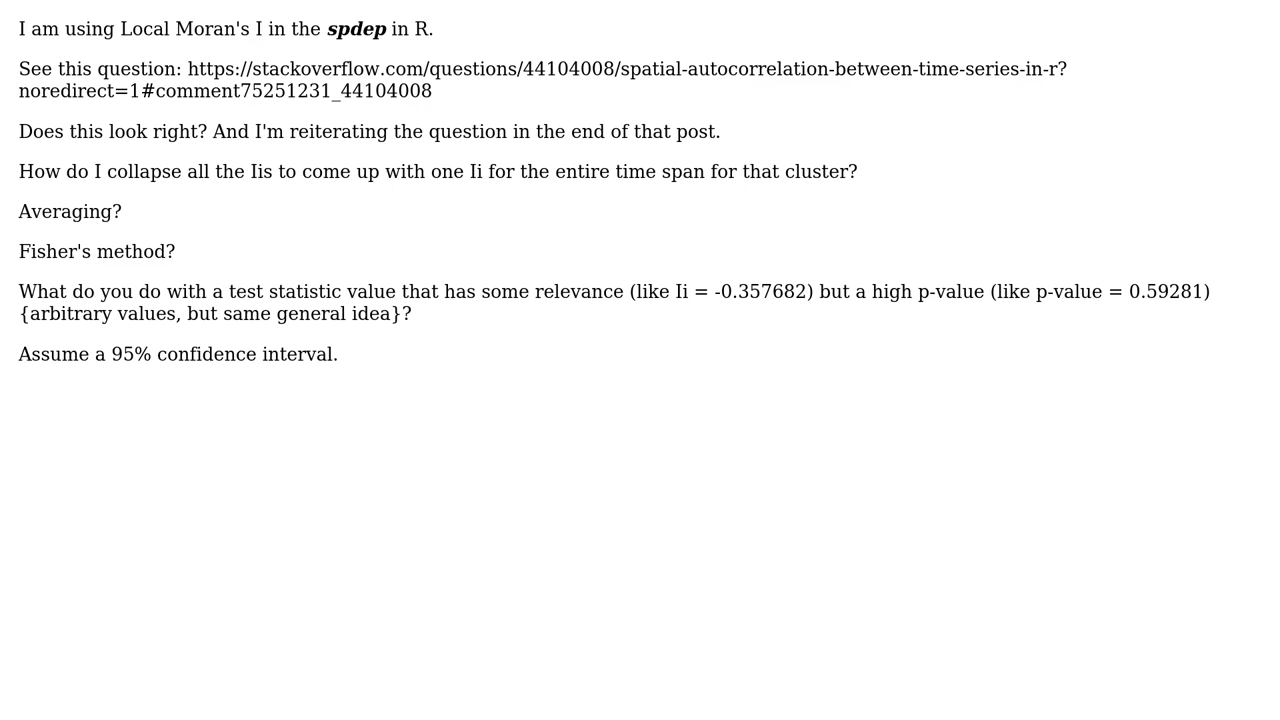 I am using Local Moran's I in the spdep in R.
See this question: https://stackoverflow.com/questions/44104008/spatial-autocorrelation-between-time-series-in-r?
noredirect=1#comment75251231_44104008
Does this look right? And I'm reiterating the question in the end of that post.
How do I collapse all the Iis to come up with one Ii for the entire time span for that cluster?
Averaging?
Fisher's method?
What do you do with a test statistic value that has some relevance (like Ii = -0.357682) but a high p-value (like p-value = 0.59281)
{arbitrary values, but same general idea}?
Assume a 95% confidence interval.